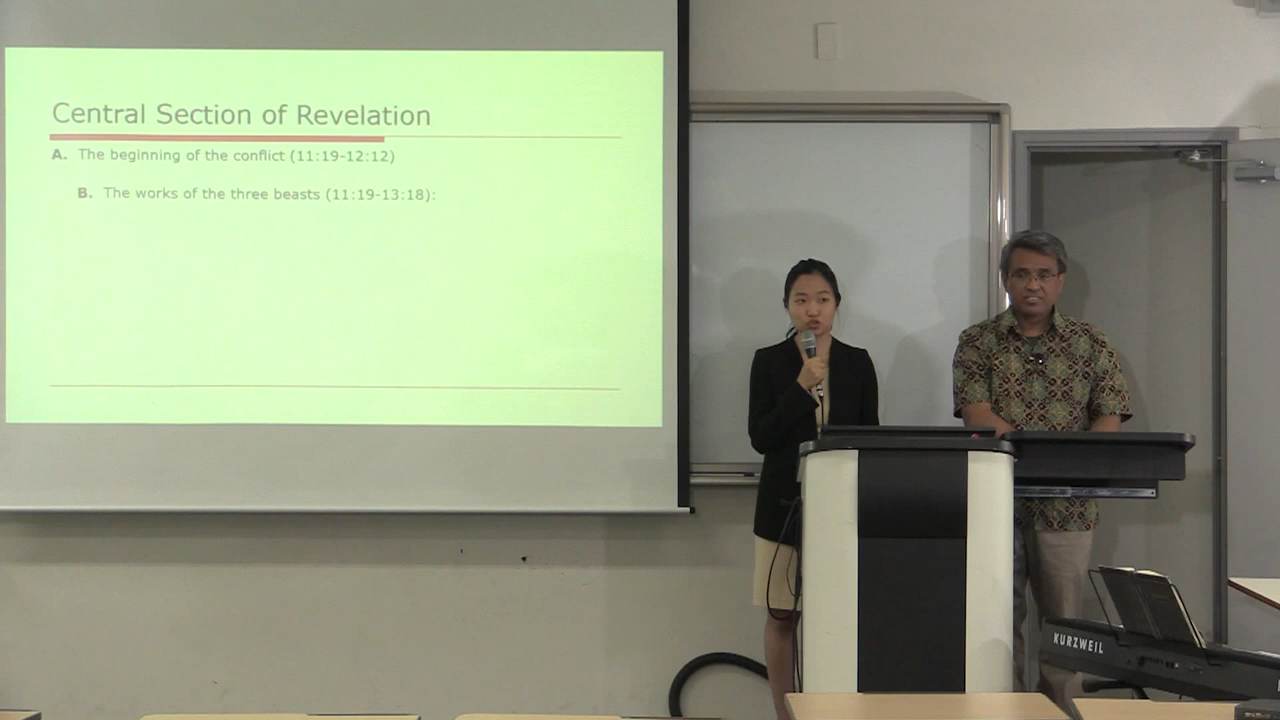 Central Section of Revelation
A. The beginning of the conflict (11:19-12:12)
B. The works of the three beasts (11:19-13:18):
KURZWEIL